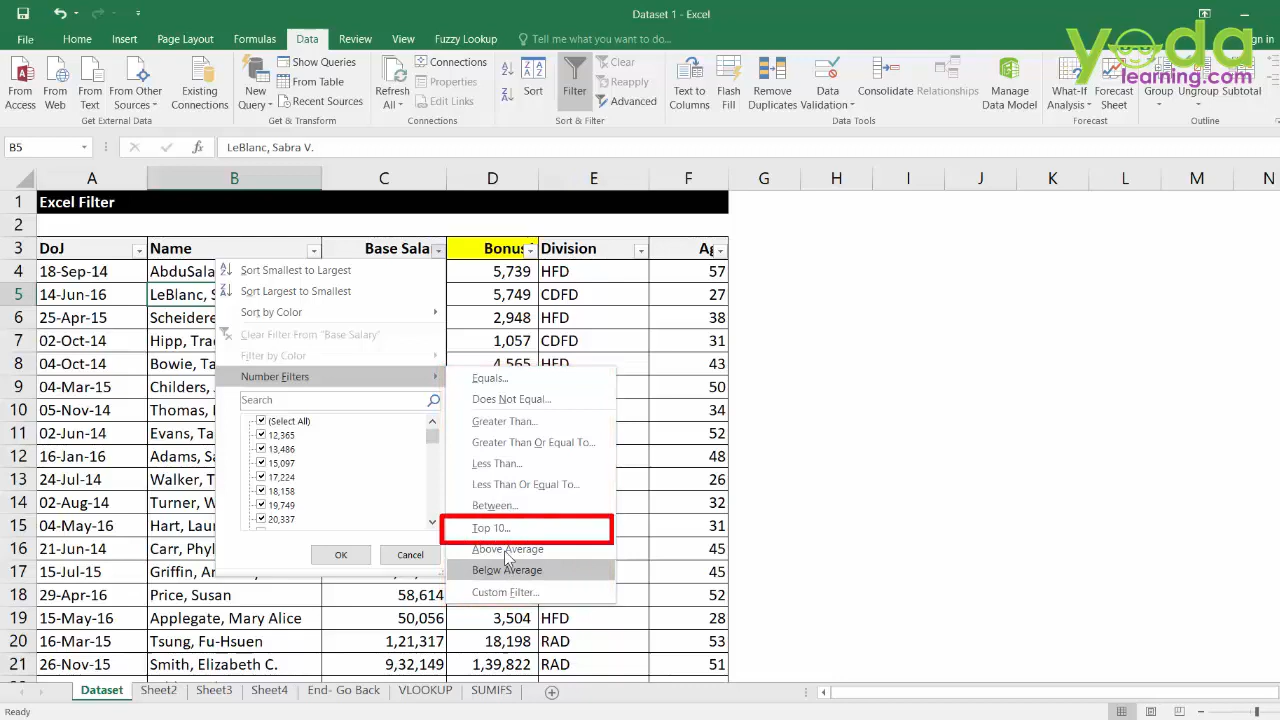 Dataset 1 - Excel
yoda
learning.com
Sign in
File Home Insert Page Layout Formulas Data Review View Fuzzy Lookup Tell me what you want to do...
From Access
From Web
From Text
From Other Sources
Existing Connections
Get External Data
New Query
Show Queries
From Table
Recent Sources
Get & Transform
Refresh All
Connections
Properties
Edit Links
Connections
Sort
Filter
Clear
Reapply
Advanced
Sort & Filter
Text to Columns
Flash Fill
Remove Duplicates
Data Validation
Consolidate
Relationships
Manage Data Model
Data Tools
What-If Analysis
Forecast Sheet
Forecast
Group
Ungroup
Subtotal
Outline
B5 fx LeBlanc, Sabra V.
A B C D E F G H I J K L M N
1 Excel Filter
2
3 DoJ Name Base Sala Bonus Division Ag
4 18-Sep-14 AbduSala 5,739 HFD 57
5 14-Jun-16 LeBlanc, S 5,749 CDFD 27
6 25-Apr-15 Scheidere 2,948 HFD 38
7 02-Oct-14 Hipp, Tra 1,057 CDFD 31
8 04-Oct-14 Bowie, Ta 4,565 HFD 43
9 04-Mar-15 Childers, 50
10 05-Nov-14 Thomas, 34
11 02-Jun-14 Evans, Ta 52
12 16-Jan-16 Adams, Sa 48
13 24-Jul-14 Walker, T 26
14 02-Aug-14 Turner, W 32
15 04-May-16 Hart, Laur 31
16 21-Jun-14 Carr, Phyl 45
17 15-Jul-15 Griffin, A 45
18 29-Apr-16 Price, Susan 58,614 52
19 15-May-16 Applegate, Mary Alice 50,056 3,504 HFD 28
20 16-Mar-15 Tsung, Fu-Hsuen 1,21,317 18,198 RAD 53
21 26-Nov-15 Smith, Elizabeth C. 9,32,149 1,39,822 RAD 51
Sort Smallest to Largest
Sort Largest to Smallest
Sort by Color
Clear Filter From "Base Salary"
Filter by Color
Number Filters
Search
(Select All)
12,365
13,486
15,097
17,224
18,158
19,749
20,337
OK Cancel
Equals...
Does Not Equal...
Greater Than...
Greater Than Or Equal To...
Less Than...
Less Than Or Equal To...
Between...
Top 10...
Above Average
Below Average
Custom Filter...
Dataset Sheet2 Sheet3 Sheet4 End- Go Back VLOOKUP SUMIFS
Ready